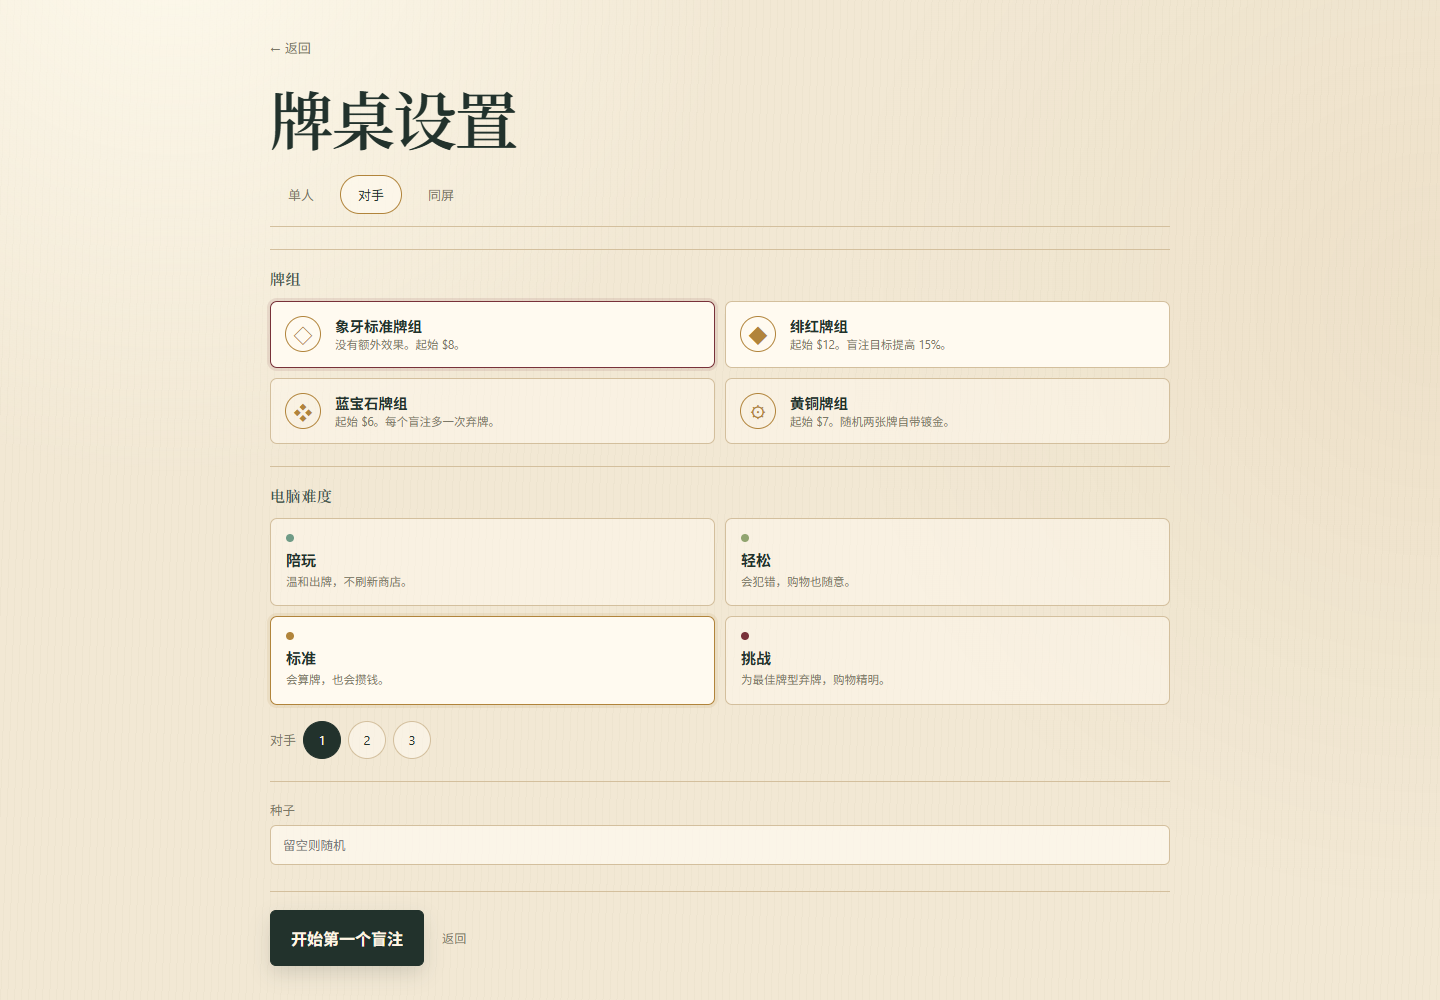 ← 返回
牌桌设置
单人 对手 同屏
牌组
象牙标准牌组
没有额外效果。起始 $8。
绯红牌组
起始 $12。盲注目标提高 15%。
蓝宝石牌组
起始 $6。每个盲注多一次弃牌。
黄铜牌组
起始 $7。随机两张牌自带镀金。
电脑难度
陪玩
温和出牌，不刷新商店。
轻松
会犯错，购物也随意。
标准
会算牌，也会攒钱。
挑战
为最佳牌型弃牌，购物精明。
对手 1 2 3
种子
留空则随机
开始第一个盲注 返回